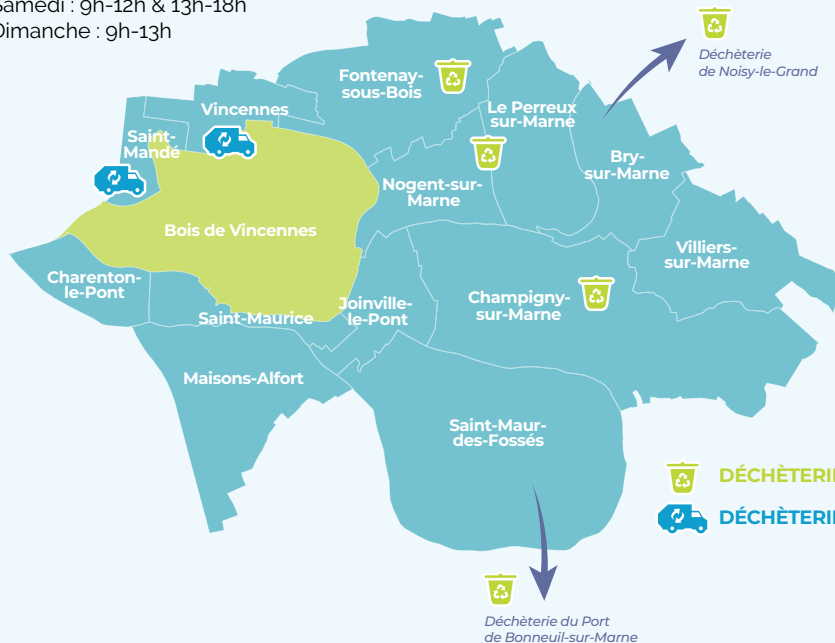 Samedi : 9h-12h & 13h-18h
Dimanche : 9h-13h
Déchèterie
de Noisy-le-Grand
Fontenay-
sous-Bois
Vincennes
Le Perreux
sur-Marne
Saint-
Mandé
Bry-
sur-Marne
Nogent-sur-
Marne
Bois de Vincennes
Villiers-
sur-Marne
Charenton-
le-Pont
Saint-Maurice
Joinville-
le-Pont
Champigny-
sur-Marne
Maisons-Alfort
Saint-Maur-
des-Fossés
DÉCHÈTERIE
DÉCHÈTERIE
Déchèterie du Port
de Bonneuil-sur-Marne